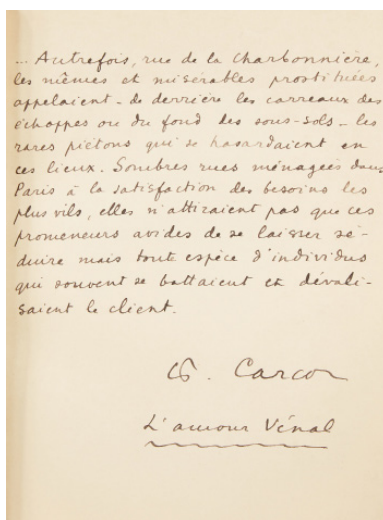 ... Autrefois, rue de la Charbonnière,
les mêmes et misérables prostituées
appelaient - de derrière les carreaux des
échoppes ou du fond des sous-sols - les
rares piétons qui se hasardaient en
ces lieux. Sombres rues ménagées dans
Paris à la satisfaction des besoins les
plus vils, elles n'attiraient pas que ces
promeneurs avides de se laisser sé-
duire mais toute espèce d'individus
qui souvent se battaient et dévali-
saient le client.
F. Carco
L'amour Vénal